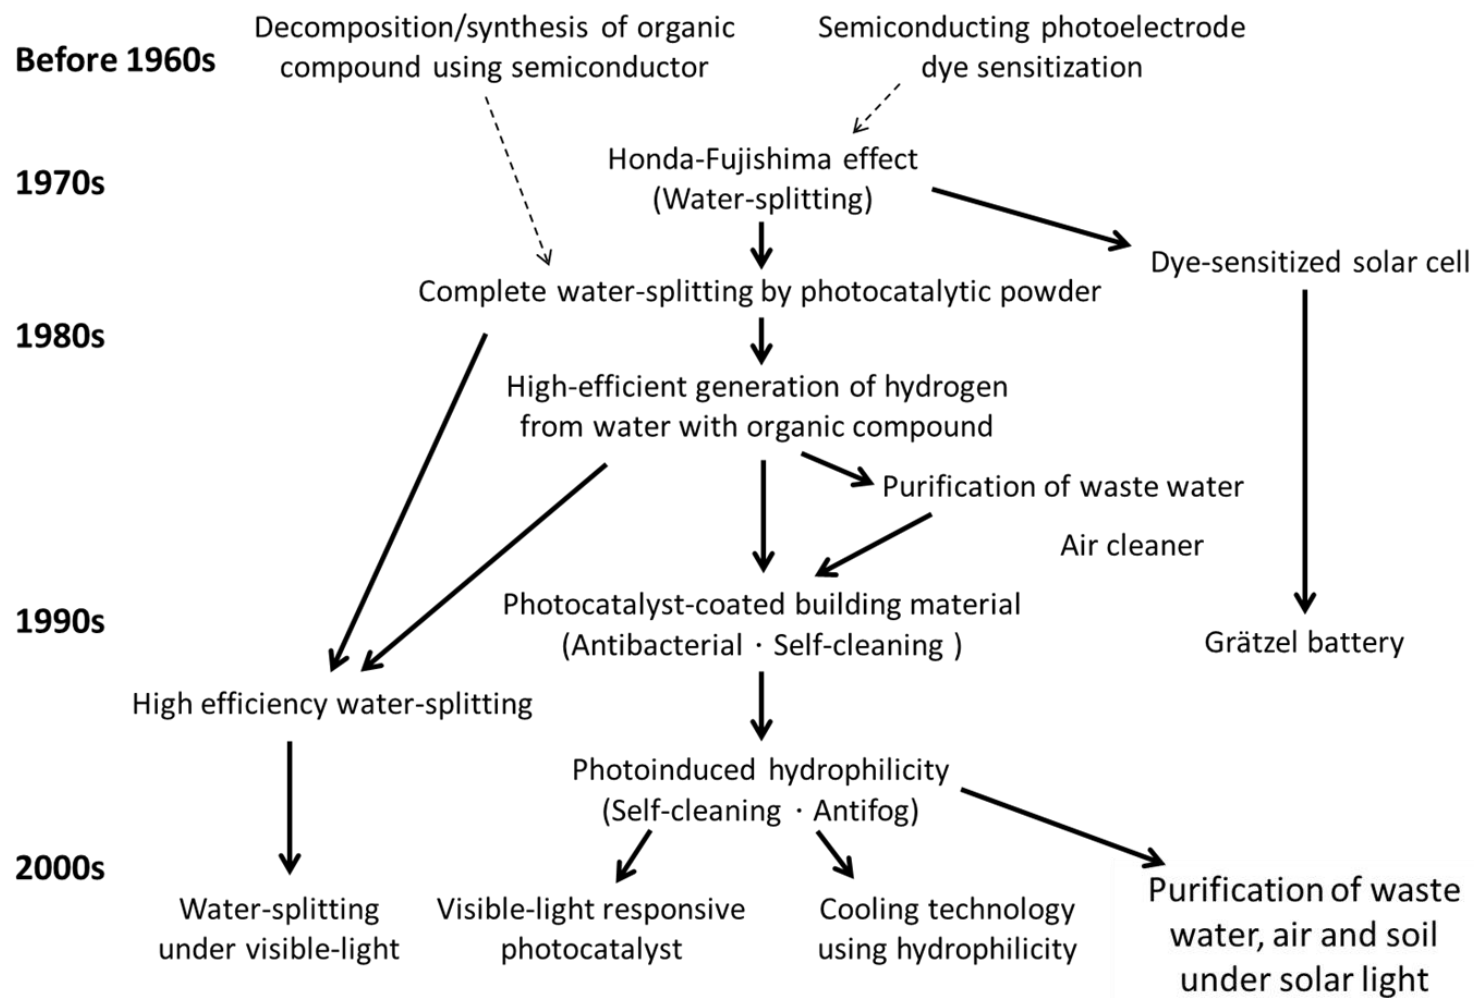 Before 1960s
Decomposition/synthesis of organic
compound using semiconductor
Semiconducting photoelectrode
dye sensitization
1970s
Honda-Fujishima effect
(Water-splitting)
Dye-sensitized solar cell
Complete water-splitting by photocatalytic powder
1980s
High-efficient generation of hydrogen
from water with organic compound
Purification of waste water
Air cleaner
1990s
Photocatalyst-coated building material
(Antibacterial · Self-cleaning )
Grätzel battery
High efficiency water-splitting
Photoinduced hydrophilicity
(Self-cleaning · Antifog)
2000s
Water-splitting
under visible-light
Visible-light responsive
photocatalyst
Cooling technology
using hydrophilicity
Purification of waste
water, air and soil
under solar light